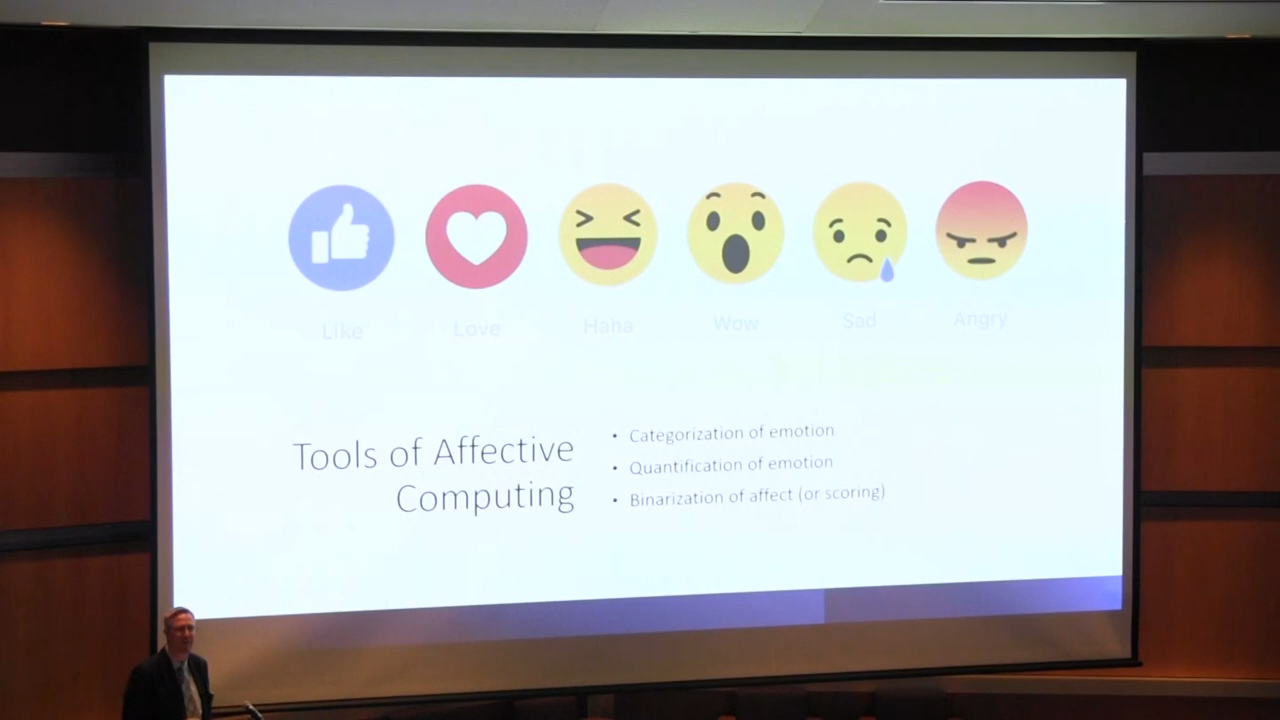 Like Love Haha Wow Sad Angry
Tools of Affective
Computing
• Categorization of emotion
• Quantification of emotion
• Binarization of affect (or scoring)